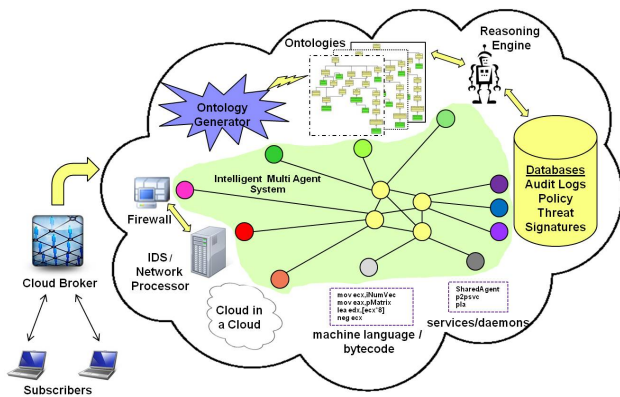 Ontologies
Reasoning
Engine
Ontology
Generator
Intelligent Multi Agent
System
Databases
Audit Logs
Policy
Threat
Signatures
Firewall
IDS /
Network
Processor
Cloud Broker
Cloud in
a Cloud
mov ecx,iNumVec
mov eax,pMatrix
lea edx,[ecx*8]
neg ecx
machine language /
bytecode
SharedAgent
p2psvc
pla
services/daemons
Subscribers